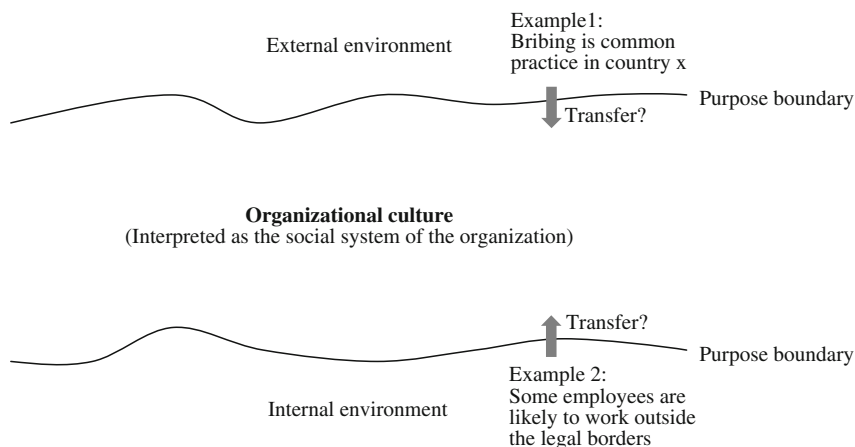 External environment
Example1:
Bribing is common
practice in country x
Purpose boundary
Transfer?
Organizational culture
(Interpreted as the social system of the organization)
Transfer?
Purpose boundary
Internal environment
Example 2:
Some employees are
likely to work outside
the legal borders